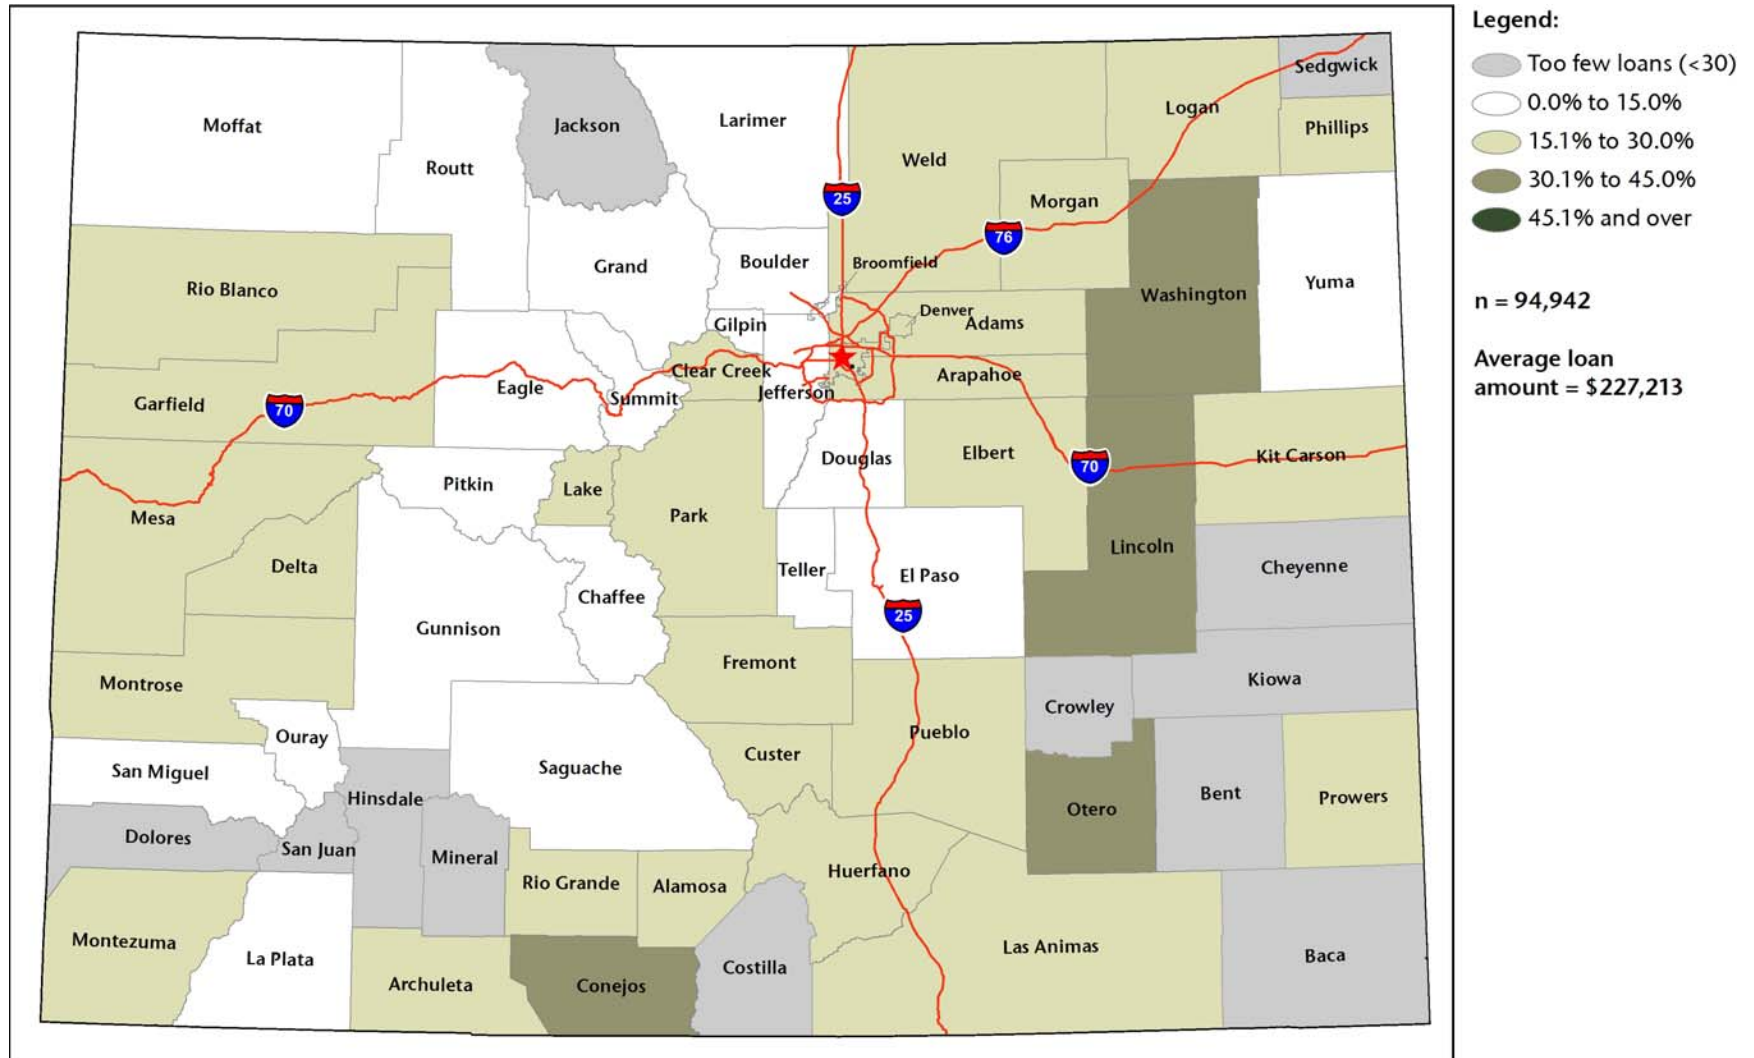 Legend:
Too few loans (<30)
0.0% to 15.0%
15.1% to 30.0%
30.1% to 45.0%
45.1% and over
n = 94,942
Average loan
amount = $227,213
Sedgwick
Logan
Phillips
Moffat
Jackson
Larimer
Weld
Routt
Morgan
25
76
Grand
Boulder
Broomfield
Rio Blanco
Washington
Yuma
Gilpin
Denver
Adams
Clear Creek
Arapahoe
Eagle
Summit
Jefferson
Garfield
70
Douglas
Elbert
70
Kit Carson
Pitkin
Lake
Park
Mesa
Delta
Teller
El Paso
Lincoln
Cheyenne
Chaffee
25
Gunnison
Fremont
Montrose
Kiowa
Crowley
Ouray
Pueblo
San Miguel
Saguache
Custer
Hinsdale
Bent
Prowers
Otero
Dolores
San Juan
Mineral
Rio Grande
Alamosa
Huerfano
Montezuma
La Plata
Las Animas
Archuleta
Conejos
Costilla
Baca